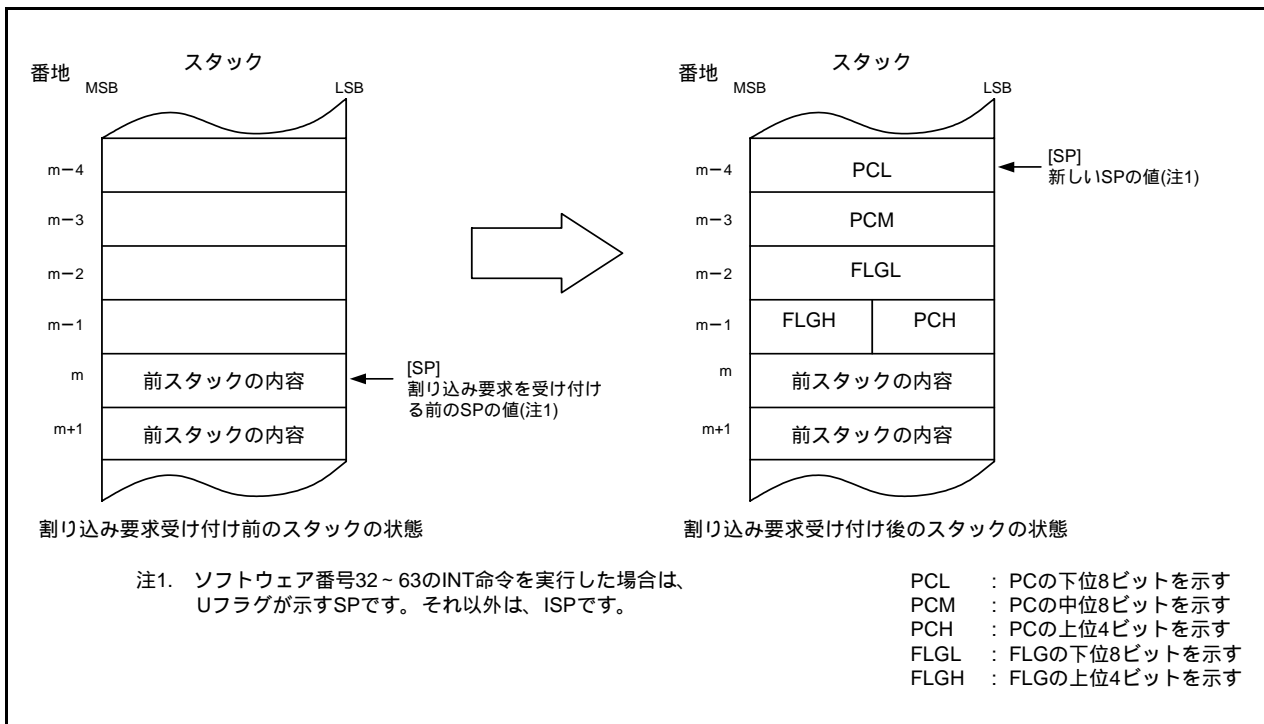 スタック
番地
MSB
LSB
m−4
m−3
m−2
m−1
m
前スタックの内容
m+1
前スタックの内容
[SP]
割り込み要求を受け付け
る前のSPの値(注1)
割り込み要求受け付け前のスタックの状態
スタック
番地
MSB
LSB
m−4
PCL
[SP]
新しいSPの値(注1)
m−3
PCM
m−2
FLGL
m−1
FLGH
PCH
m
前スタックの内容
m+1
前スタックの内容
割り込み要求受け付け後のスタックの状態
注1. ソフトウェア番号32~63のINT命令を実行した場合は、
Uフラグが示すSPです。それ以外は、ISPです。
PCL : PCの下位8ビットを示す
PCM : PCの中位8ビットを示す
PCH : PCの上位4ビットを示す
FLGL : FLGの下位8ビットを示す
FLGH : FLGの上位4ビットを示す